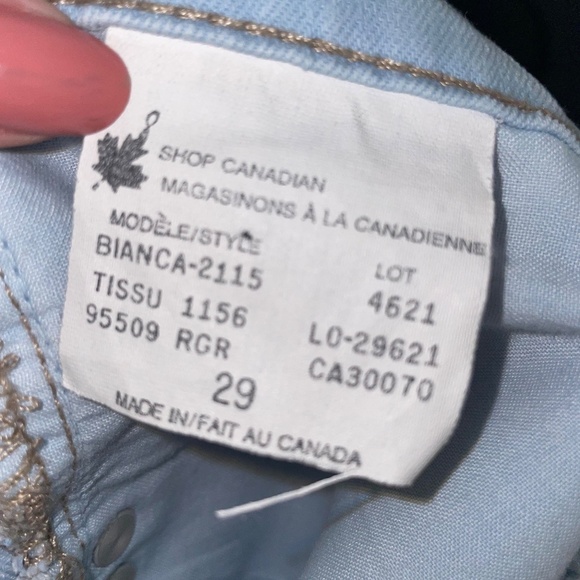 SHOP CANADIAN
MAGASINONS À LA CANADIENNE
MODÈLE/STYLE LOT
BIANCA-2115 4621
TISSU 1156 LO-29621
95509 RGR CA30070
29
MADE IN/FAIT AU CANADA